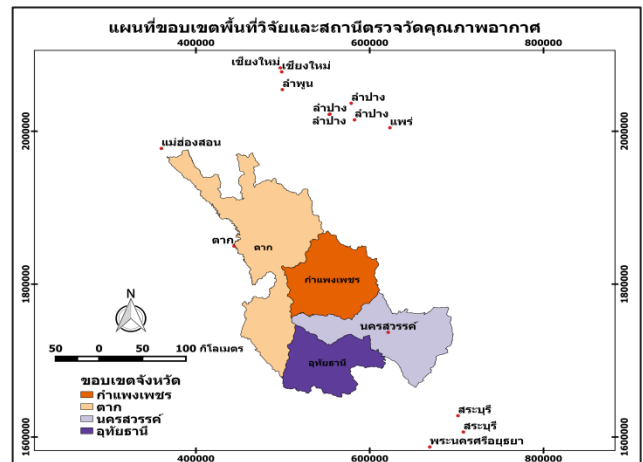 แผนที่ขอบเขตพื้นที่วิจัยและสถานีตรวจวัดคุณภาพอากาศ
400000 600000 800000
เชียงใหม่ เชียงใหม่
ลำพูน
ลำปาง
ลำปาง
ลำปาง ลำปาง
แพร่
2000000 2000000
แม่ฮ่องสอน
ตาก
ตาก
กำแพงเพชร
1800000 1800000
N
นครสวรรค์
50 0 50 100 กิโลเมตร
อุทัยธานี
ขอบเขตจังหวัด
กำแพงเพชร
ตาก
นครสวรรค์
อุทัยธานี
สระบุรี
สระบุรี
พระนครศรีอยุธยา
1600000 1600000
400000 600000 800000